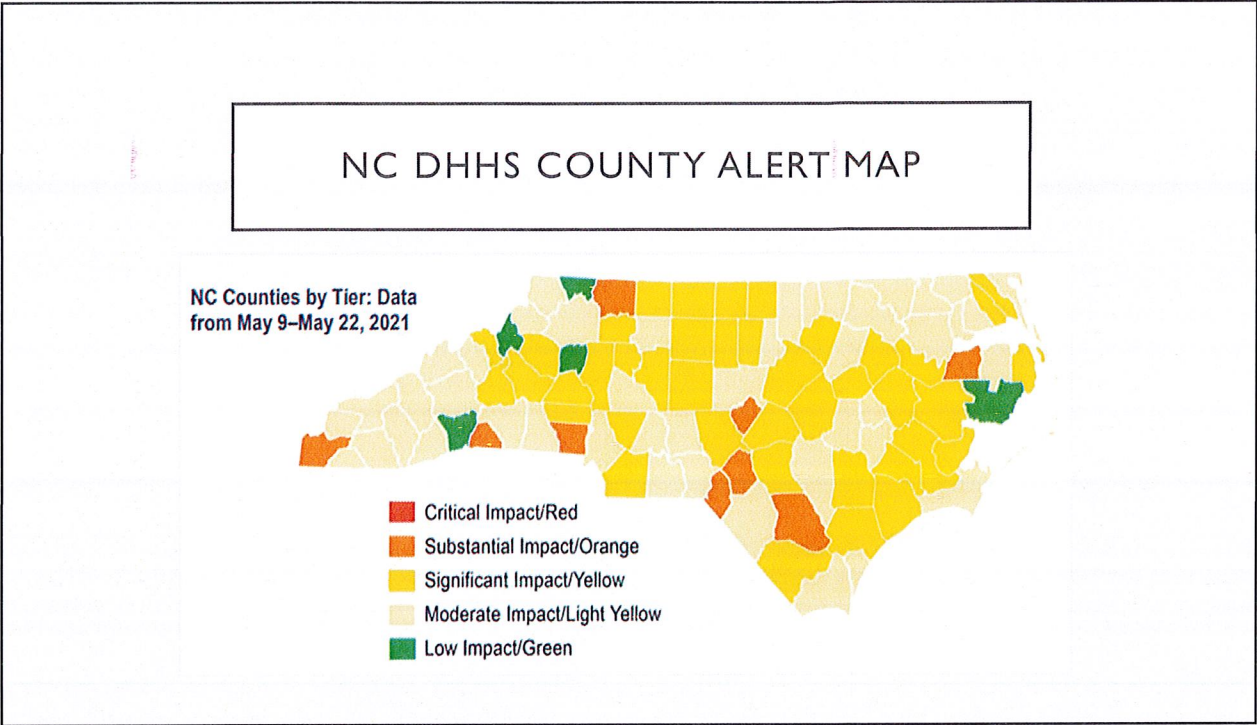 NC DHHS COUNTY ALERT MAP
NC Counties by Tier: Data
from May 9–May 22, 2021
Critical Impact/Red
Substantial Impact/Orange
Significant Impact/Yellow
Moderate Impact/Light Yellow
Low Impact/Green